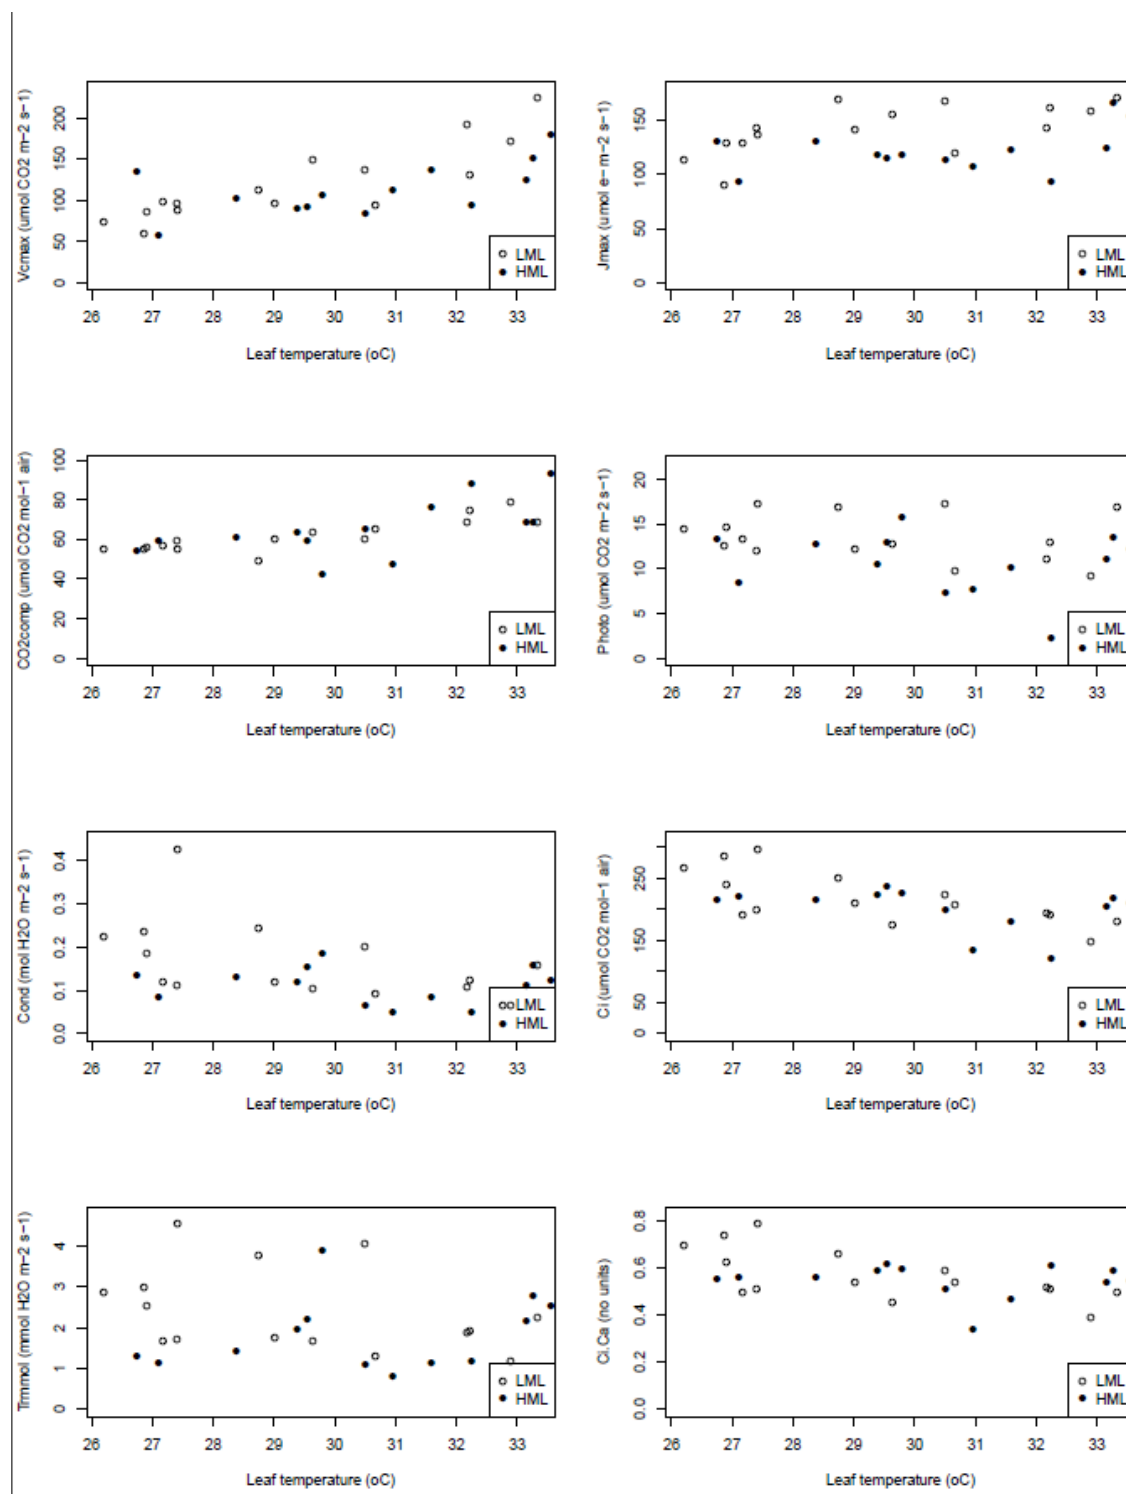 Vcmax (umol CO2 m−2 s−1)
0 50 100 150 200
26 27 28 29 30 31 32 33
Leaf temperature (oC)
LML
HML
Jmax (umol e− m−2 s−1)
0 50 100 150
26 27 28 29 30 31 32 33
Leaf temperature (oC)
LML
HML
CO2comp (umol CO2 mol−1 air)
0 20 40 60 80 100
26 27 28 29 30 31 32 33
Leaf temperature (oC)
LML
HML
Photo (umol CO2 m−2 s−1)
0 5 10 15 20
26 27 28 29 30 31 32 33
Leaf temperature (oC)
LML
HML
Cond (mol H2O m−2 s−1)
0.0 0.1 0.2 0.3 0.4
26 27 28 29 30 31 32 33
Leaf temperature (oC)
LML
HML
Ci (umol CO2 mol−1 air)
0 50 150 250
26 27 28 29 30 31 32 33
Leaf temperature (oC)
LML
HML
Trmmol (mmol H2O m−2 s−1)
0 1 2 3 4
26 27 28 29 30 31 32 33
Leaf temperature (oC)
LML
HML
Ci.Ca (no units)
0.0 0.2 0.4 0.6 0.8
26 27 28 29 30 31 32 33
Leaf temperature (oC)
LML
HML